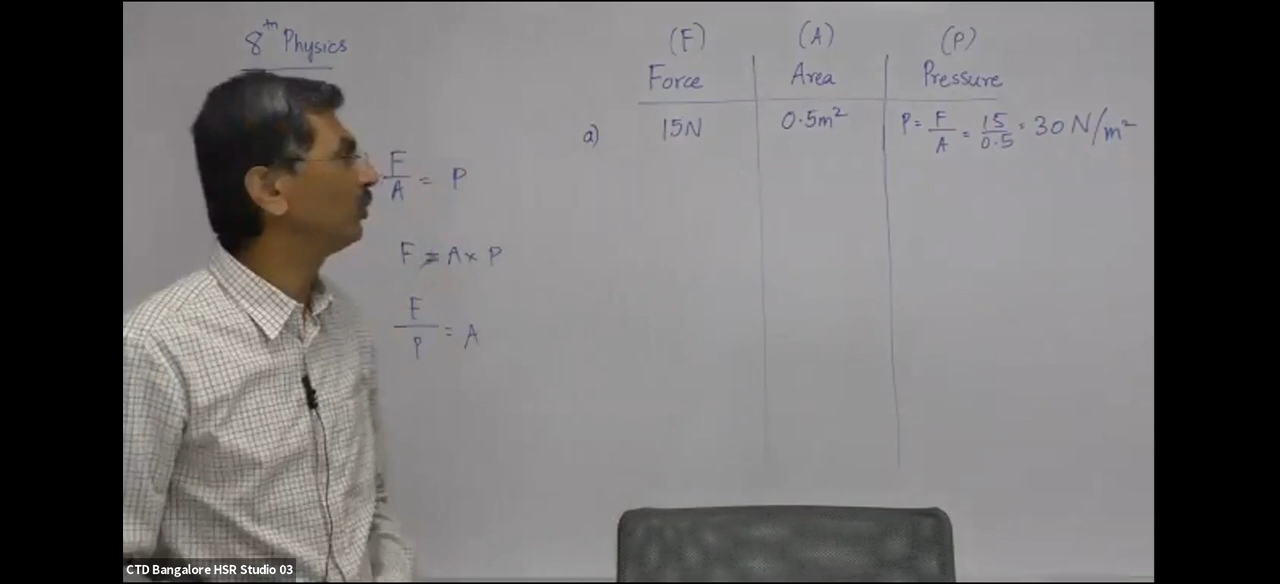 8th Physics
F/A = P
F = A × P
F/P = A
(F) (A) (P)
Force Area Pressure
a) 15N 0.5m² P = F/A = 15/0.5 = 30 N/m²
CTD Bangalore HSR Studio 03